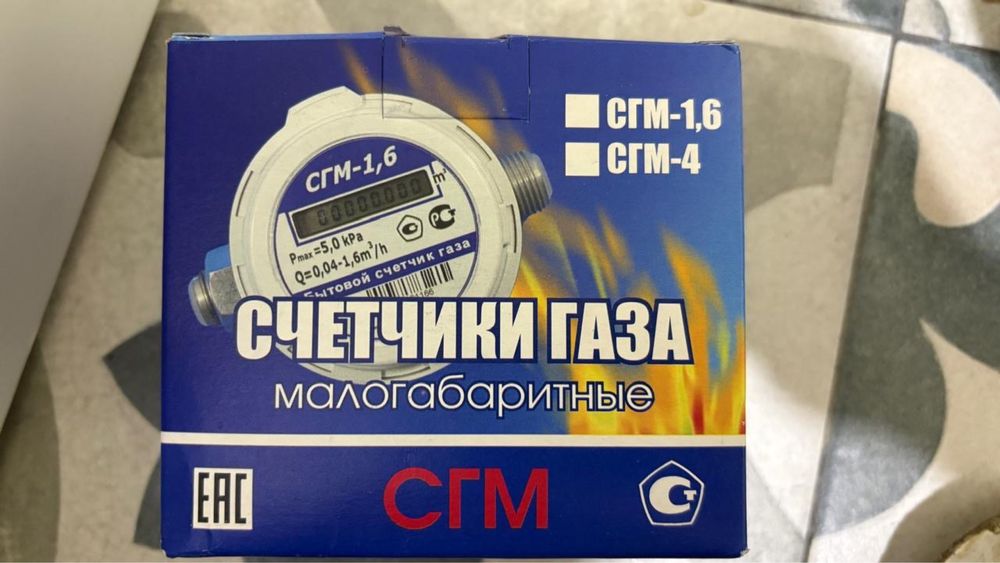 СГМ-1,6
СГМ-4
СГМ-1,6
00000000 m³
Pmax=5,0 kPa
Q=0,04-1,6m³/h
Бытовой счетчик газа
СЧЕТЧИКИ ГАЗА
малогабаритные
ЕАС
СГМ